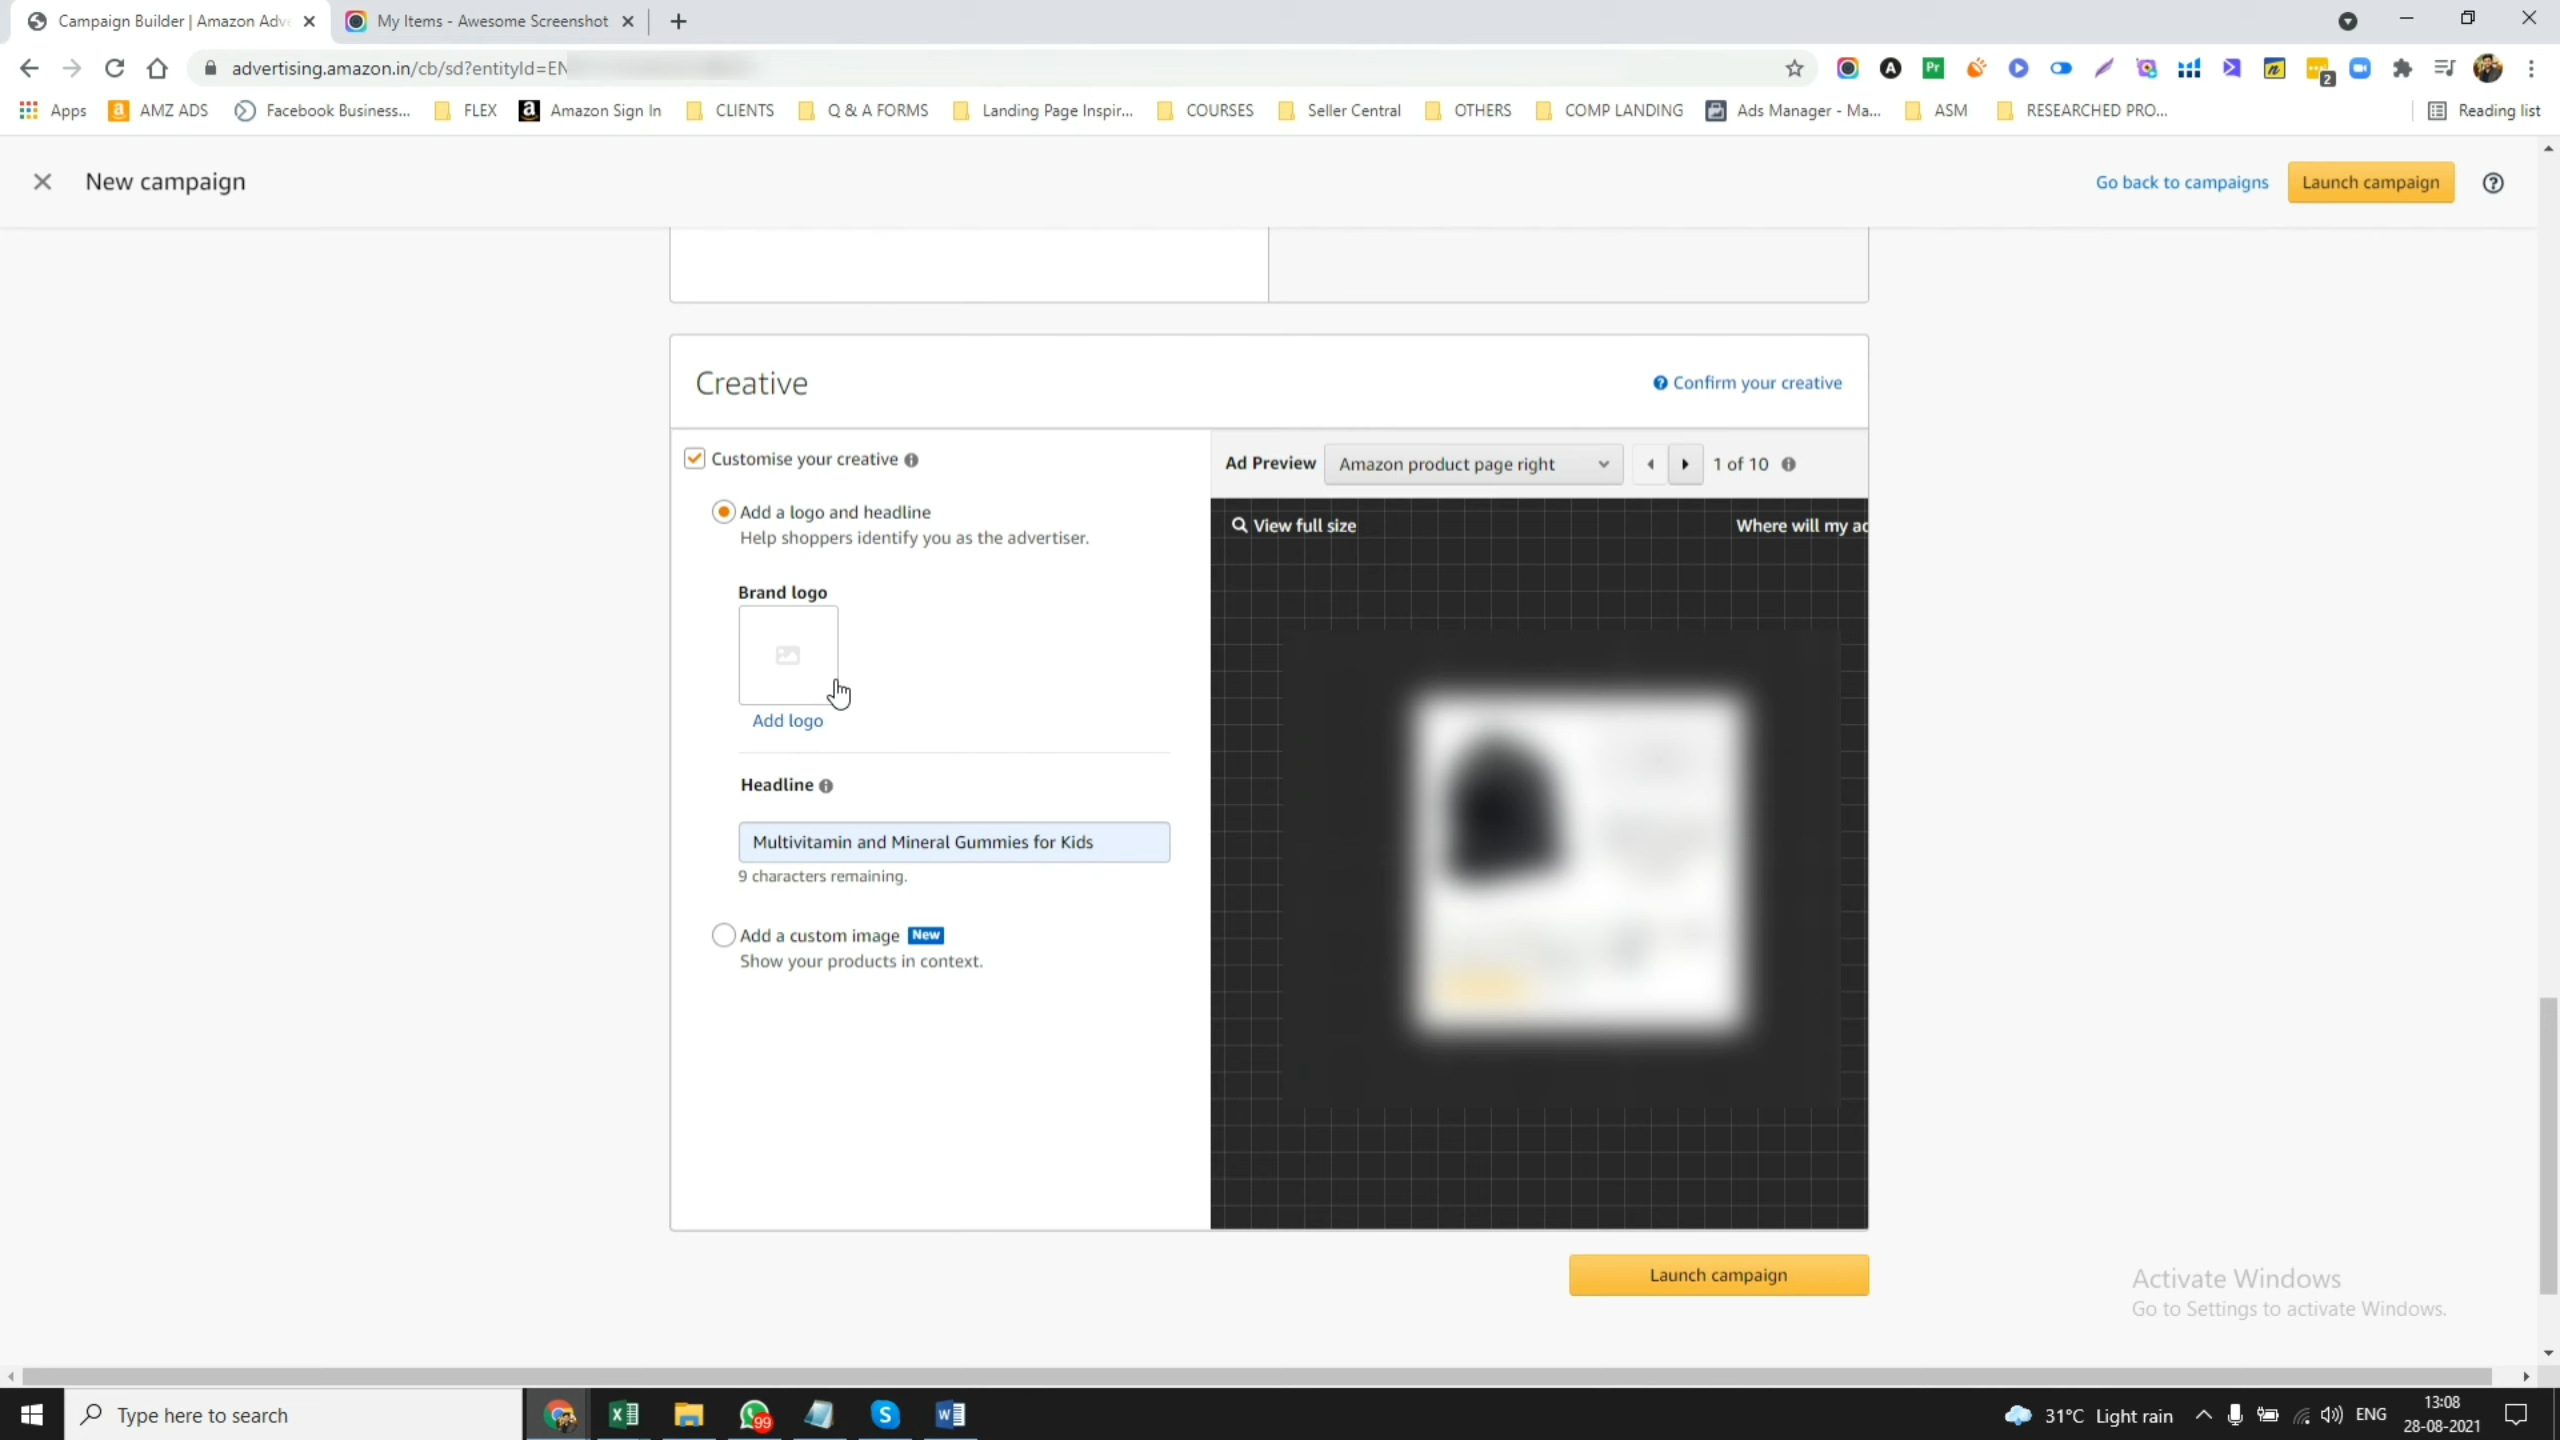 Campaign Builder | Amazon Adve
My Items - Awesome Screenshot
advertising.amazon.in/cb/sd?entityId=EN
A
Pr
n
2
Apps
AMZ ADS
Facebook Business...
FLEX
a
Amazon Sign In
CLIENTS
Q & A FORMS
Landing Page Inspir...
COURSES
Seller Central
OTHERS
COMP LANDING
Ads Manager - Ma...
ASM
RESEARCHED PRO...
Reading list
New campaign
Go back to campaigns
Launch campaign
Creative
Confirm your creative
Customise your creative
Add a logo and headline
Help shoppers identify you as the advertiser.
Brand logo
Add logo
Headline
Multivitamin and Mineral Gummies for Kids
9 characters remaining.
Add a custom image New
Show your products in context.
Ad Preview
Amazon product page right
1 of 10
View full size
Where will my ad
Launch campaign
Activate Windows
Go to Settings to activate Windows.
Type here to search
99
31°C Light rain
ENG
13:08
28-08-2021